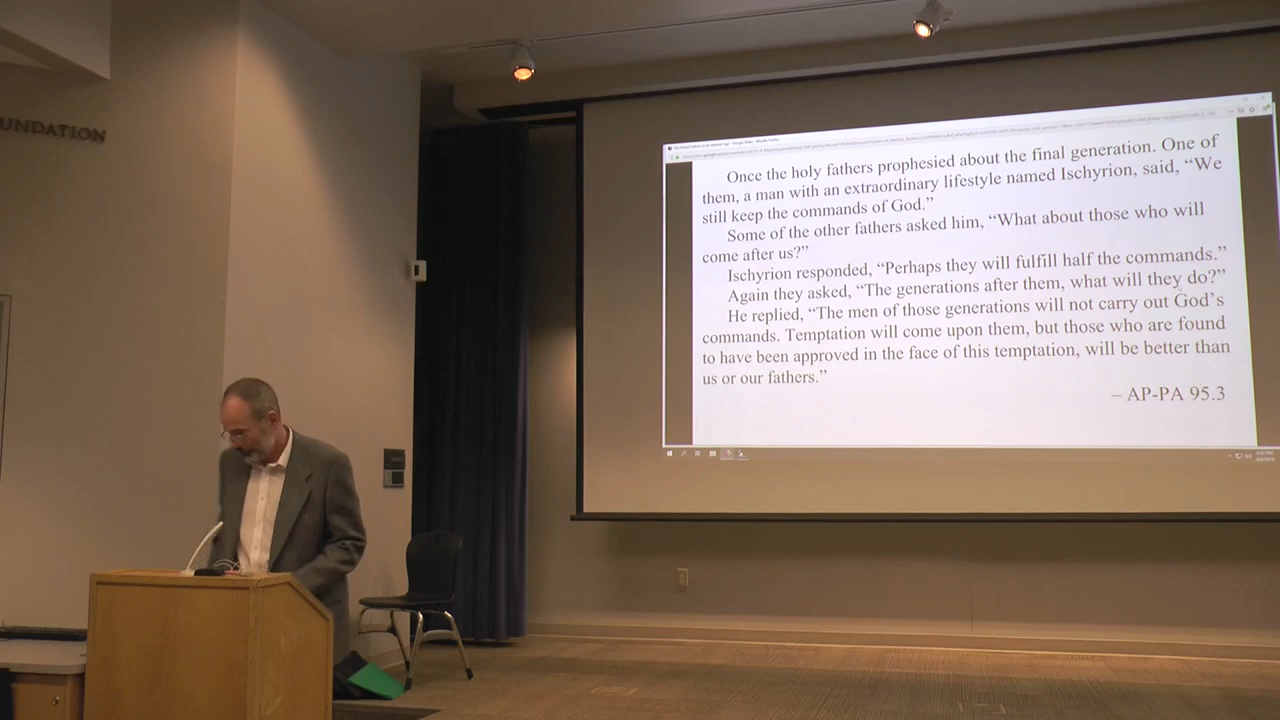 UNDATION
Once the holy fathers prophesied about the final generation. One of
them, a man with an extraordinary lifestyle named Ischyrion, said, “We
still keep the commands of God.”
Some of the other fathers asked him, “What about those who will
come after us?”
Ischyrion responded, “Perhaps they will fulfill half the commands.”
Again they asked, “The generations after them, what will they do?”
He replied, “The men of those generations will not carry out God’s
commands. Temptation will come upon them, but those who are found
to have been approved in the face of this temptation, will be better than
us or our fathers.”
– AP-PA 95.3